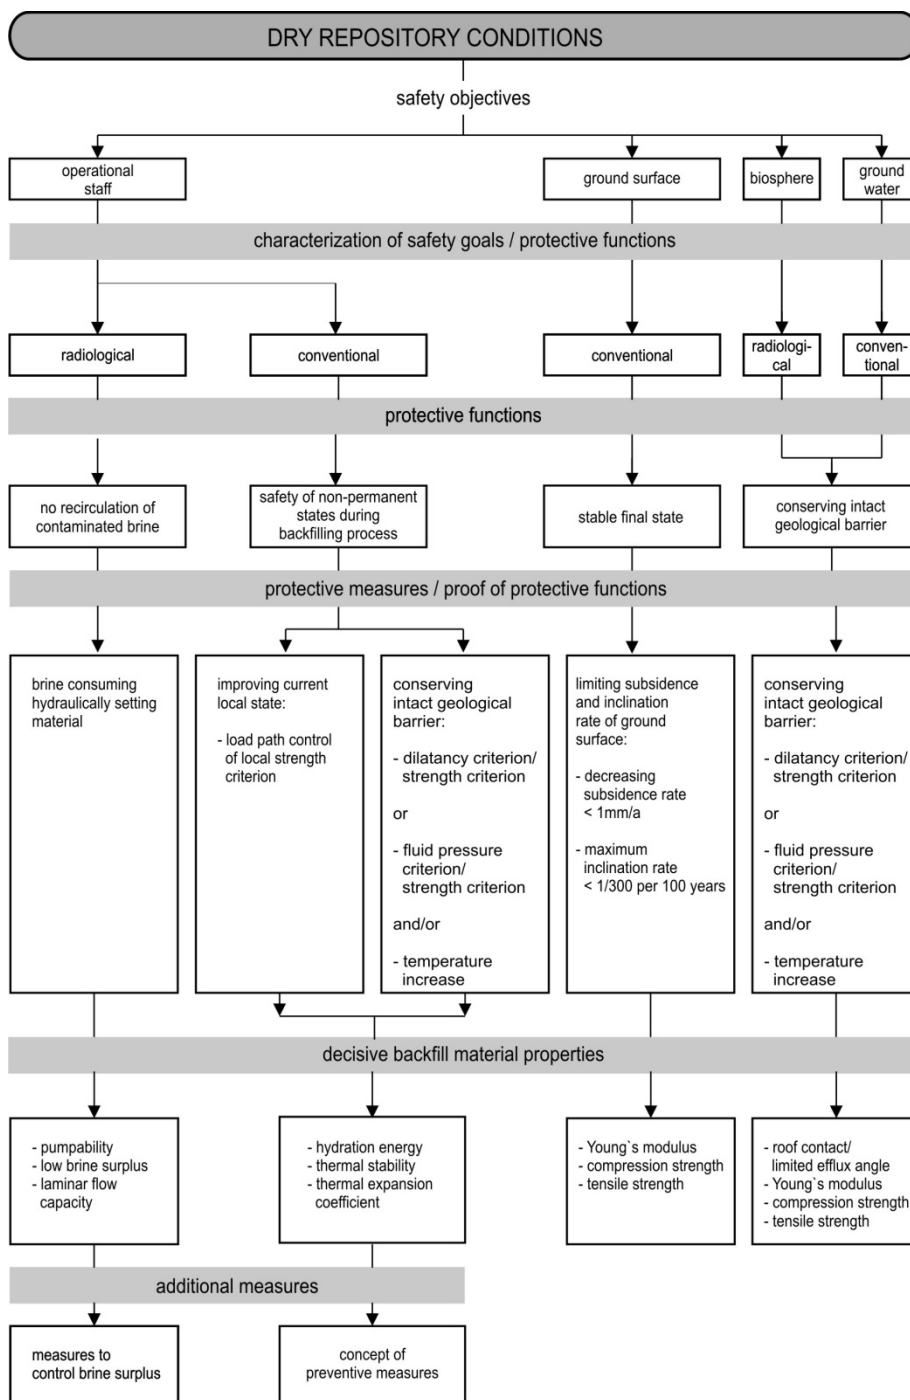 DRY REPOSITORY CONDITIONS
safety objectives
operational
staff
ground surface
biosphere
ground
water
characterization of safety goals / protective functions
radiological
conventional
conventional
radiologi-
cal
conven-
tional
protective functions
no recirculation of
contaminated brine
safety of non-permanent
states during
backfilling process
stable final state
conserving intact
geological barrier
protective measures / proof of protective functions
brine consuming
hydraulically setting
material
improving current
local state:
- load path control
of local strength
criterion
conserving
intact geological
barrier:
- dilatancy criterion/
strength criterion
or
- fluid pressure
criterion/
strength criterion
and/or
- temperature
increase
limiting subsidence
and inclination
rate of ground
surface:
- decreasing
subsidence rate
< 1mm/a
- maximum
inclination rate
< 1/300 per 100 years
conserving
intact geological
barrier:
- dilatancy criterion/
strength criterion
or
- fluid pressure
criterion/
strength criterion
and/or
- temperature
increase
decisive backfill material properties
- pumpability
- low brine surplus
- laminar flow
capacity
- hydration energy
- thermal stability
- thermal expansion
coefficient
- Young`s modulus
- compression strength
- tensile strength
- roof contact/
limited efflux angle
- Young`s modulus
- compression strength
- tensile strength
additional measures
measures to
control brine surplus
concept of
preventive measures